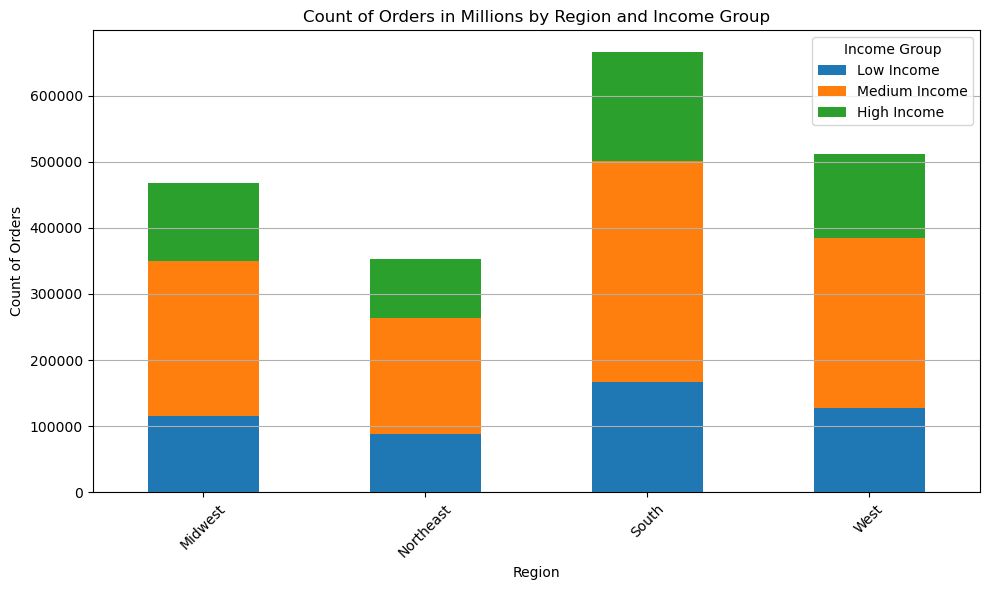 Count of Orders in Millions by Region and Income Group
Income Group
Low Income
Medium Income
High Income
Count of Orders
600000
500000
400000
300000
200000
100000
0
Midwest
Northeast
South
West
Region